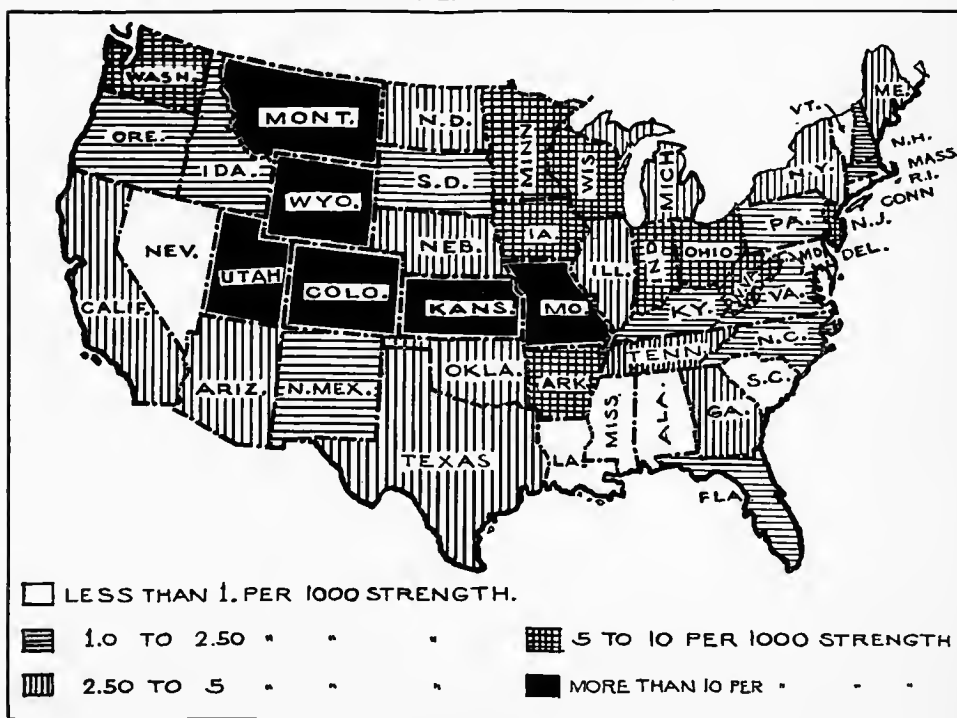 WASH.
MONT.
N.D.
MINN
ME.
VT.
ORE.
IDA.
S.D.
WIS
MICH
N.Y.
N.H.
MASS.
R.I.
CONN
WYO.
NEB.
IA.
PA.
N.J.
NEV.
UTAH
COLO.
KANS.
MO.
ILL.
IND
OHIO
W.VA.
MD.
DEL.
CALIF.
KY.
VA.
N.C.
ARIZ.
N.MEX.
OKLA.
ARK
TENN.
S.C.
TEXAS
LA.
MISS.
ALA.
GA.
FLA.
LESS THAN 1. PER 1000 STRENGTH.
1.0 TO 2.50 " " "
2.50 TO 5 " " "
5 TO 10 PER 1000 STRENGTH
MORE THAN 10 PER " " "